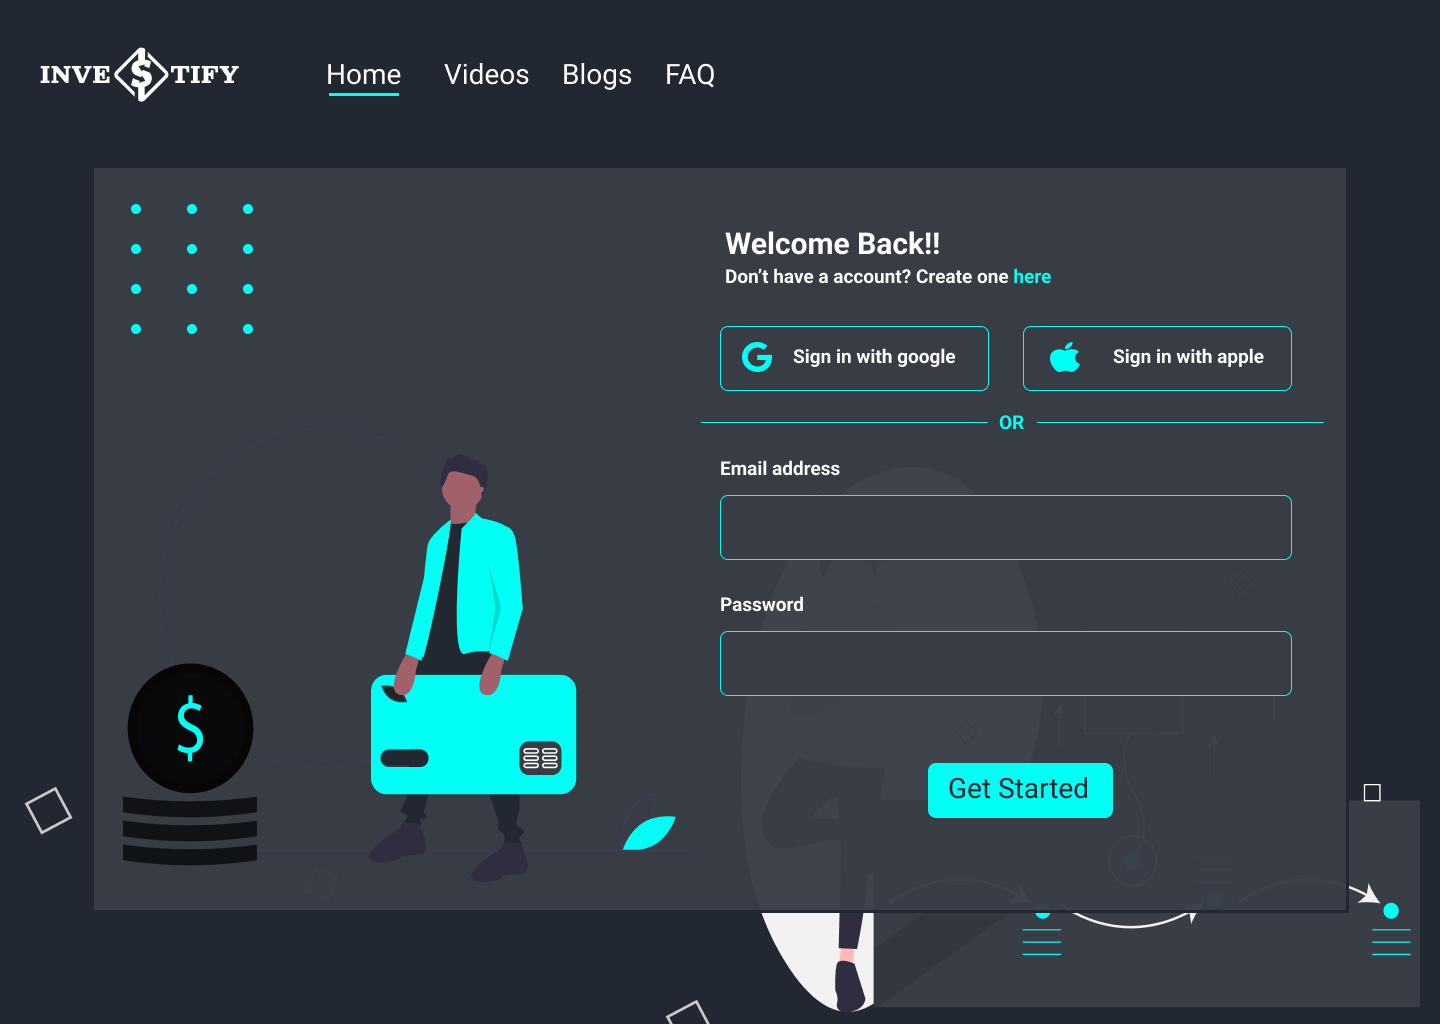 INVE$TIFY
Home Videos Blogs FAQ
Welcome Back!!
Don't have a account? Create one here
Sign in with google
Sign in with apple
OR
Email address
Password
$
Get Started